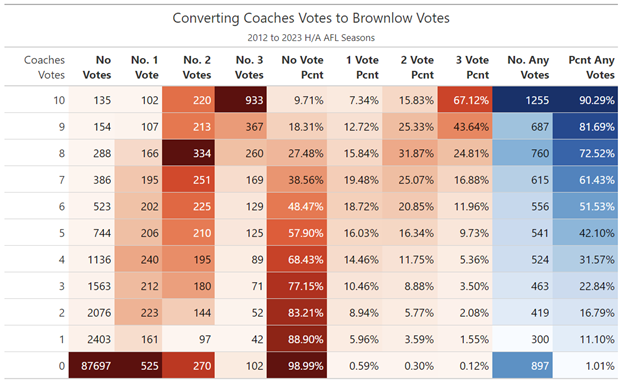 Converting Coaches Votes to Brownlow Votes
2012 to 2023 H/A AFL Seasons
Coaches Votes No Votes No. 1 Vote No. 2 Votes No. 3 Votes No Vote Pcnt 1 Vote Pcnt 2 Vote Pcnt 3 Vote Pcnt No. Any Votes Pcnt Any Votes
10 135 102 220 933 9.71% 7.34% 15.83% 67.12% 1255 90.29%
9 154 107 213 367 18.31% 12.72% 25.33% 43.64% 687 81.69%
8 288 166 334 260 27.48% 15.84% 31.87% 24.81% 760 72.52%
7 386 195 251 169 38.56% 19.48% 25.07% 16.88% 615 61.43%
6 523 202 225 129 48.47% 18.72% 20.85% 11.96% 556 51.53%
5 744 206 210 125 57.90% 16.03% 16.34% 9.73% 541 42.10%
4 1136 240 195 89 68.43% 14.46% 11.75% 5.36% 524 31.57%
3 1563 212 180 71 77.15% 10.46% 8.88% 3.50% 463 22.84%
2 2076 223 144 52 83.21% 8.94% 5.77% 2.08% 419 16.79%
1 2403 161 97 42 88.90% 5.96% 3.59% 1.55% 300 11.10%
0 87697 525 270 102 98.99% 0.59% 0.30% 0.12% 897 1.01%